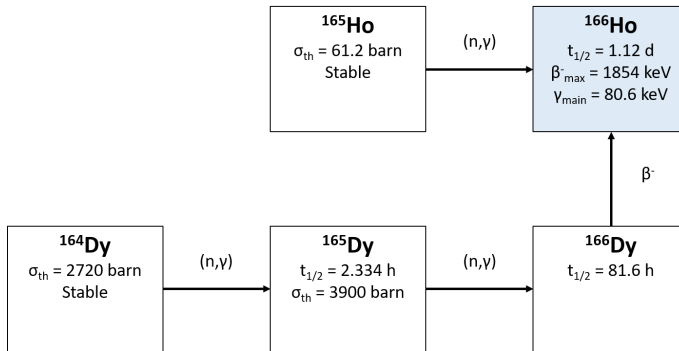 ¹⁶⁵Ho
σth = 61.2 barn
Stable
(n,γ)
¹⁶⁶Ho
t1/2 = 1.12 d
β⁻max = 1854 keV
γmain = 80.6 keV
β⁻
¹⁶⁴Dy
σth = 2720 barn
Stable
(n,γ)
¹⁶⁵Dy
t1/2 = 2.334 h
σth = 3900 barn
(n,γ)
¹⁶⁶Dy
t1/2 = 81.6 h